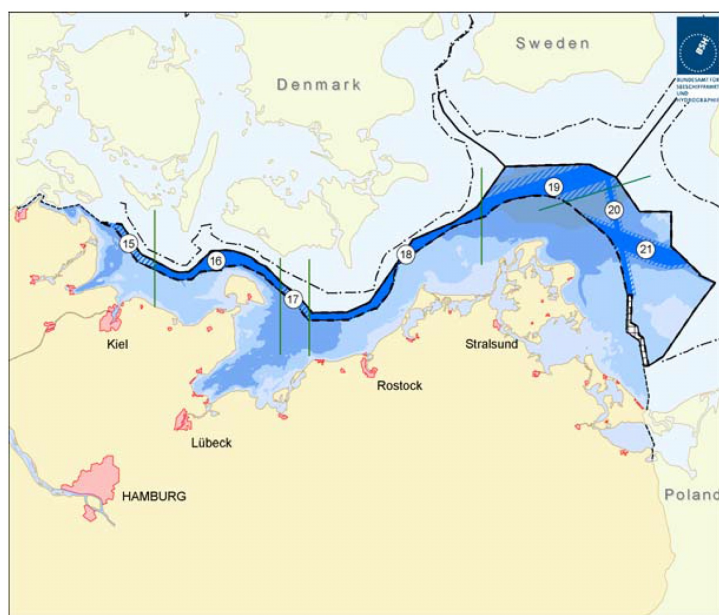 Sweden
BSH
BUNDESAMT FÜR
SEESCHIFFFAHRT
UND
HYDROGRAPHIE
Denmark
19
20
15
16
18
21
17
Kiel
Stralsund
Rostock
Lübeck
HAMBURG
Poland